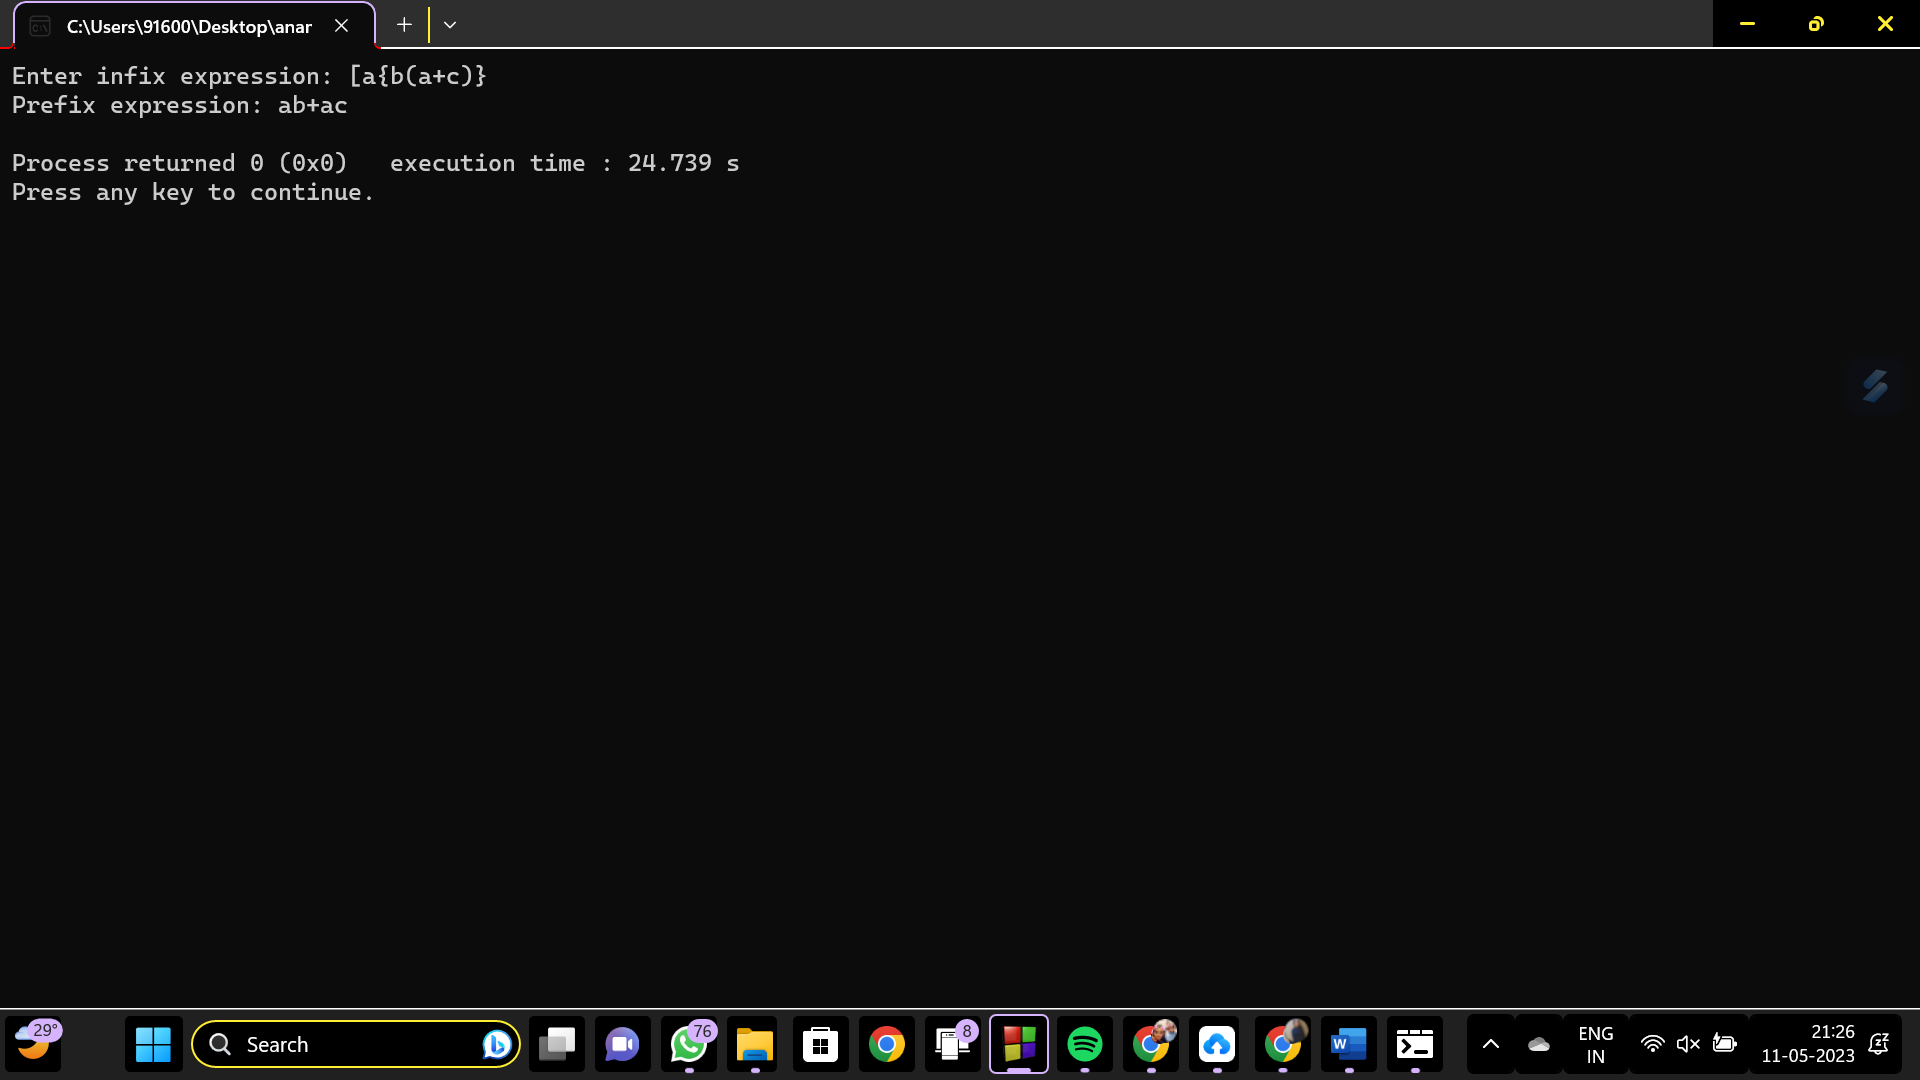 C:\Users\91600\Desktop\anar
Enter infix expression: [a{b(a+c)}
Prefix expression: ab+ac
Process returned 0 (0x0)   execution time : 24.739 s
Press any key to continue.
29°
Search
76
8
ENG
IN
21:26
11-05-2023